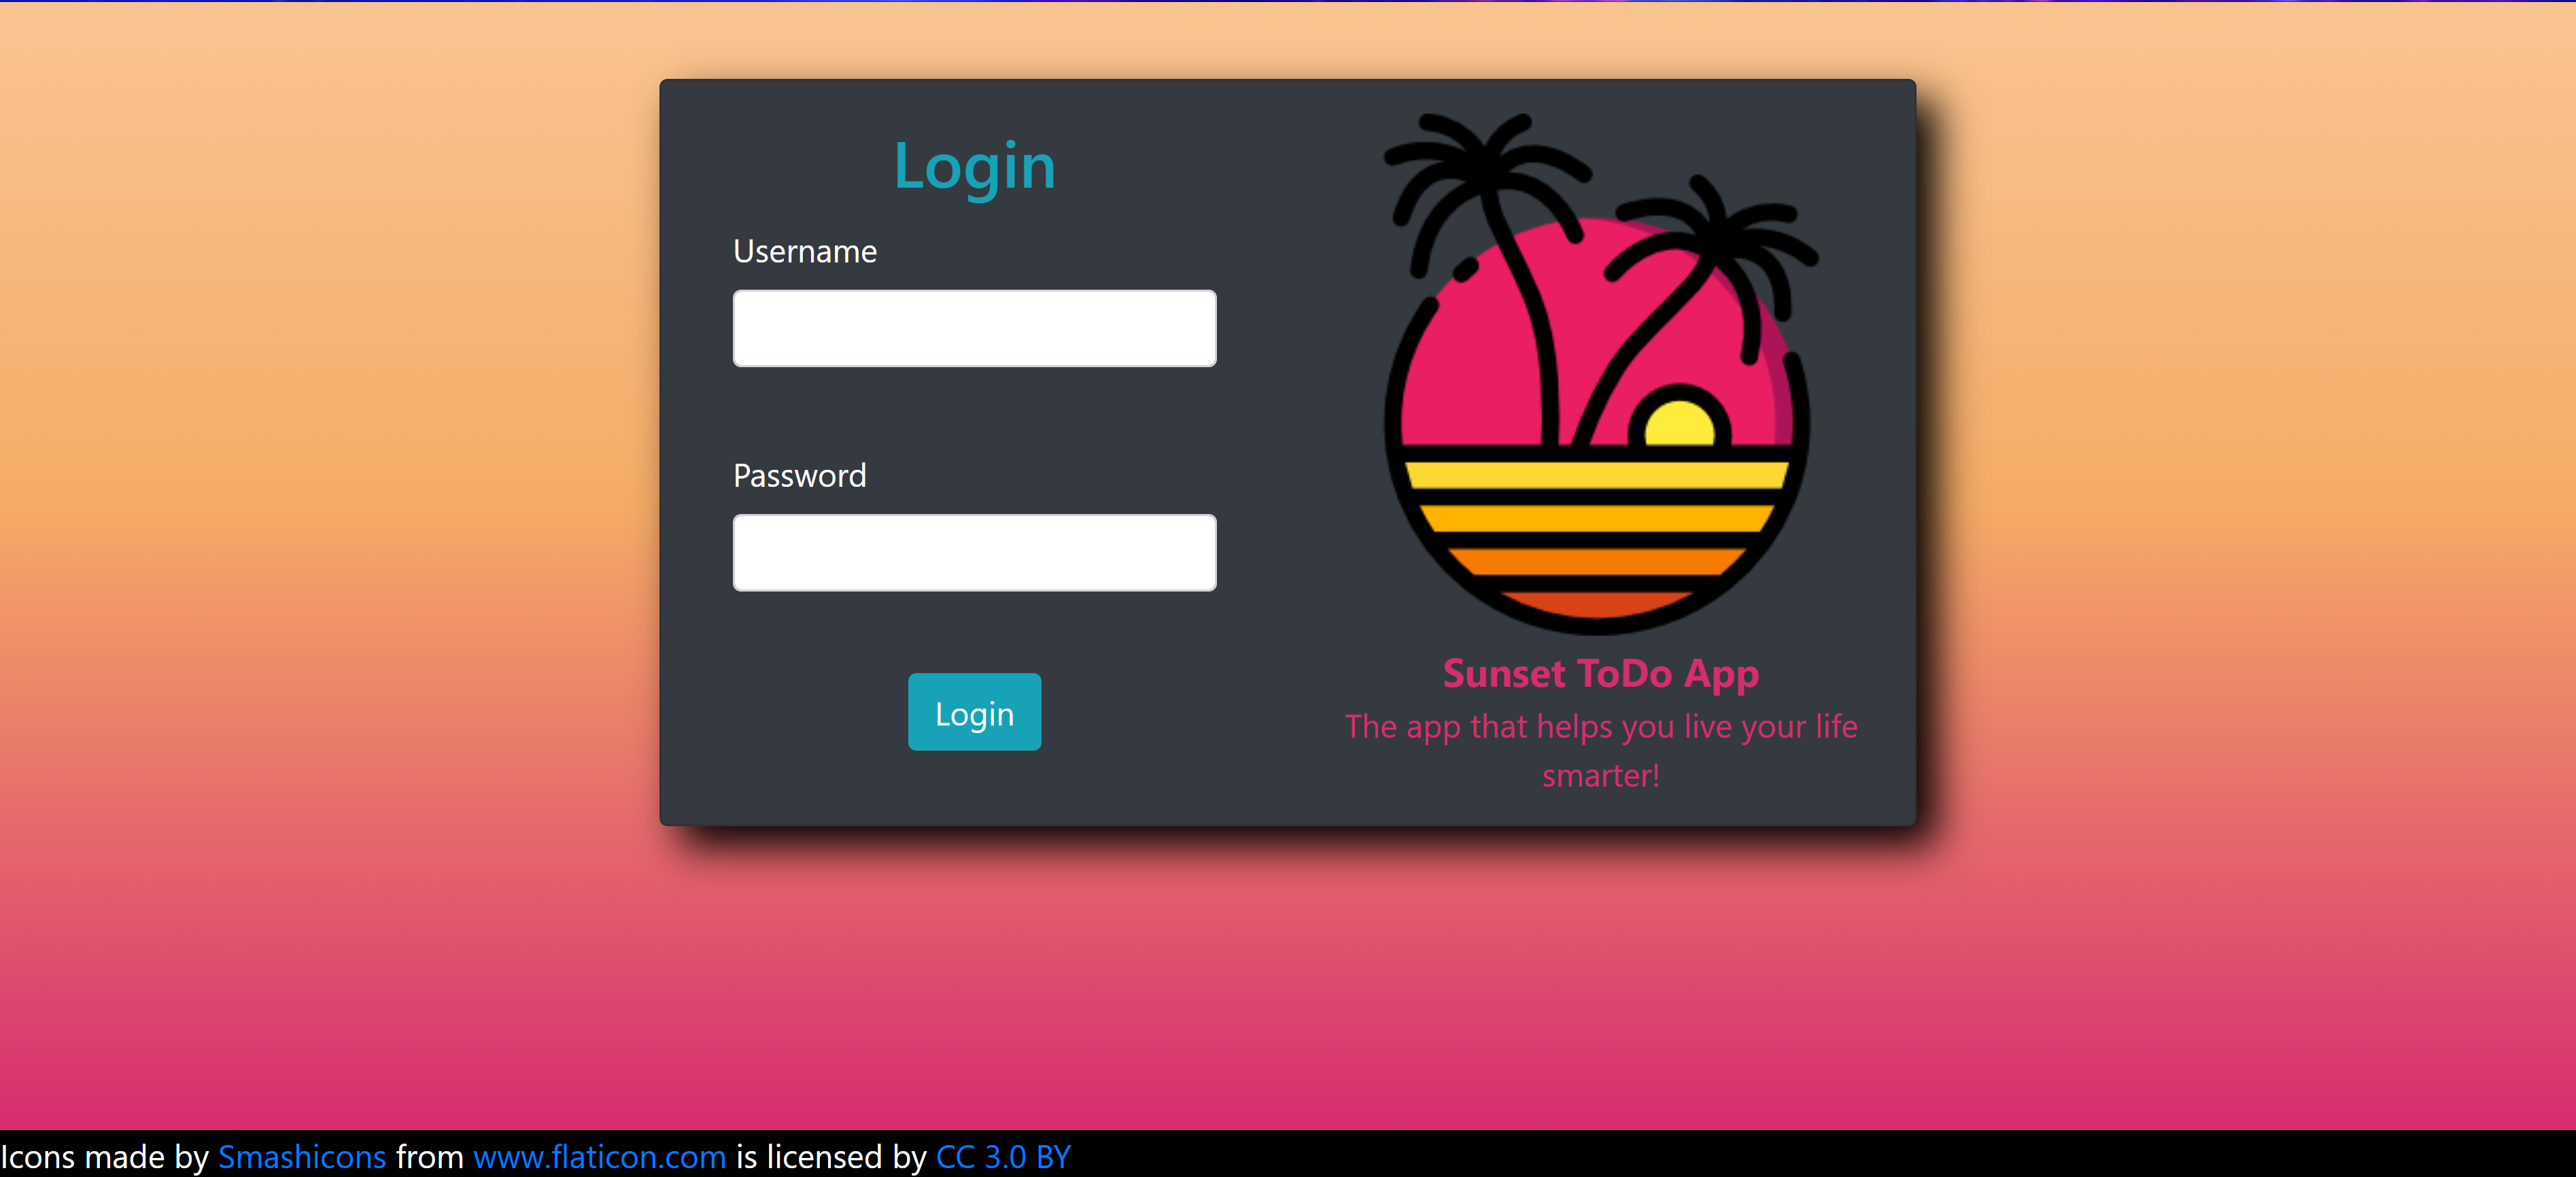 Login
Username
Password
Login
Sunset ToDo App
The app that helps you live your life
smarter!
Icons made by Smashicons from www.flaticon.com is licensed by CC 3.0 BY